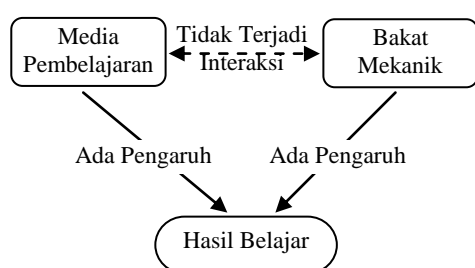 Media
Pembelajaran
Tidak Terjadi
Interaksi
Bakat
Mekanik
Ada Pengaruh
Ada Pengaruh
Hasil Belajar